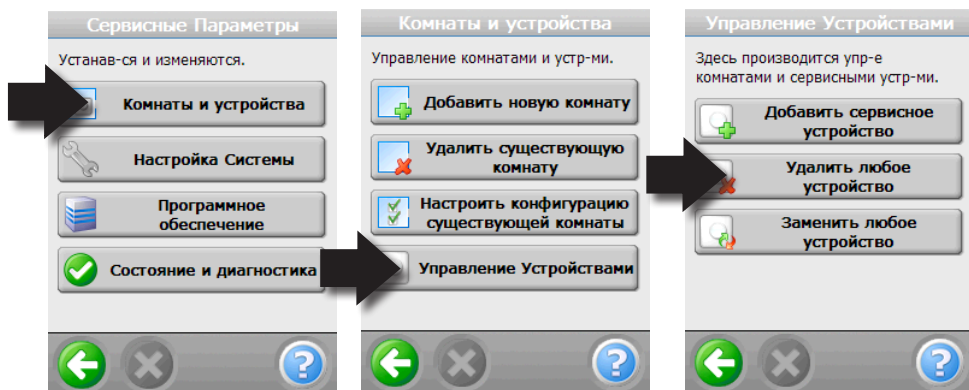 Сервисные Параметры
Устанав-ся и изменяются.
Комнаты и устройства
Настройка Системы
Программное
обеспечение
Состояние и диагностика
Комнаты и устройства
Управление комнатами и устр-ми.
Добавить новую комнату
Удалить существующую
комнату
Настроить конфигурацию
существующей комнаты
Управление Устройствами
Управление Устройствами
Здесь производится упр-е
комнатами и сервисными устр-ми.
Добавить сервисное
устройство
Удалить любое
устройство
Заменить любое
устройство